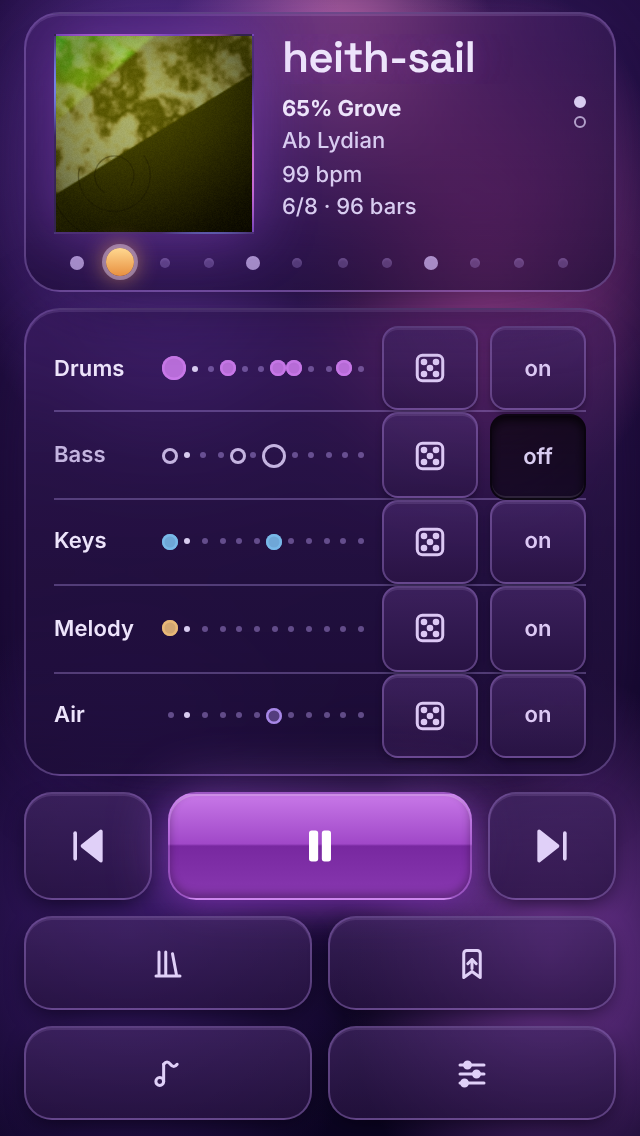 heith-sail
65% Grove
Ab Lydian
99 bpm
6/8 · 96 bars
Drums on
Bass off
Keys on
Melody on
Air on